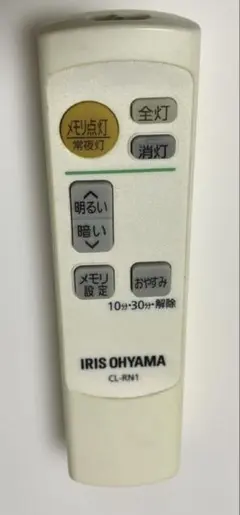 メモリ点灯
常夜灯
全灯
消灯
明るい
暗い
メモリ
設定
おやすみ
10分・30分・解除
IRIS OHYAMA
CL-RN1